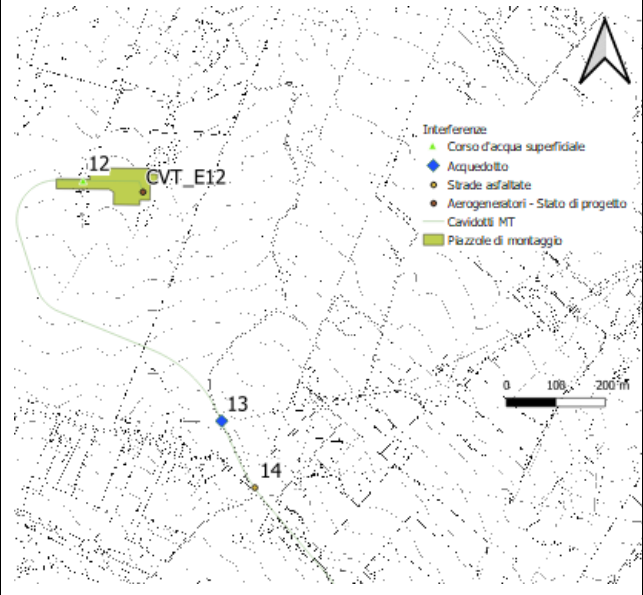 Interferenze
Corso d'acqua superficiale
Acquedotto
Strade asfaltate
Aerogeneratori - Stato di progetto
Cavidotti MT
Piazzole di montaggio
12
CVT_E12
0 100 200 m
13
14